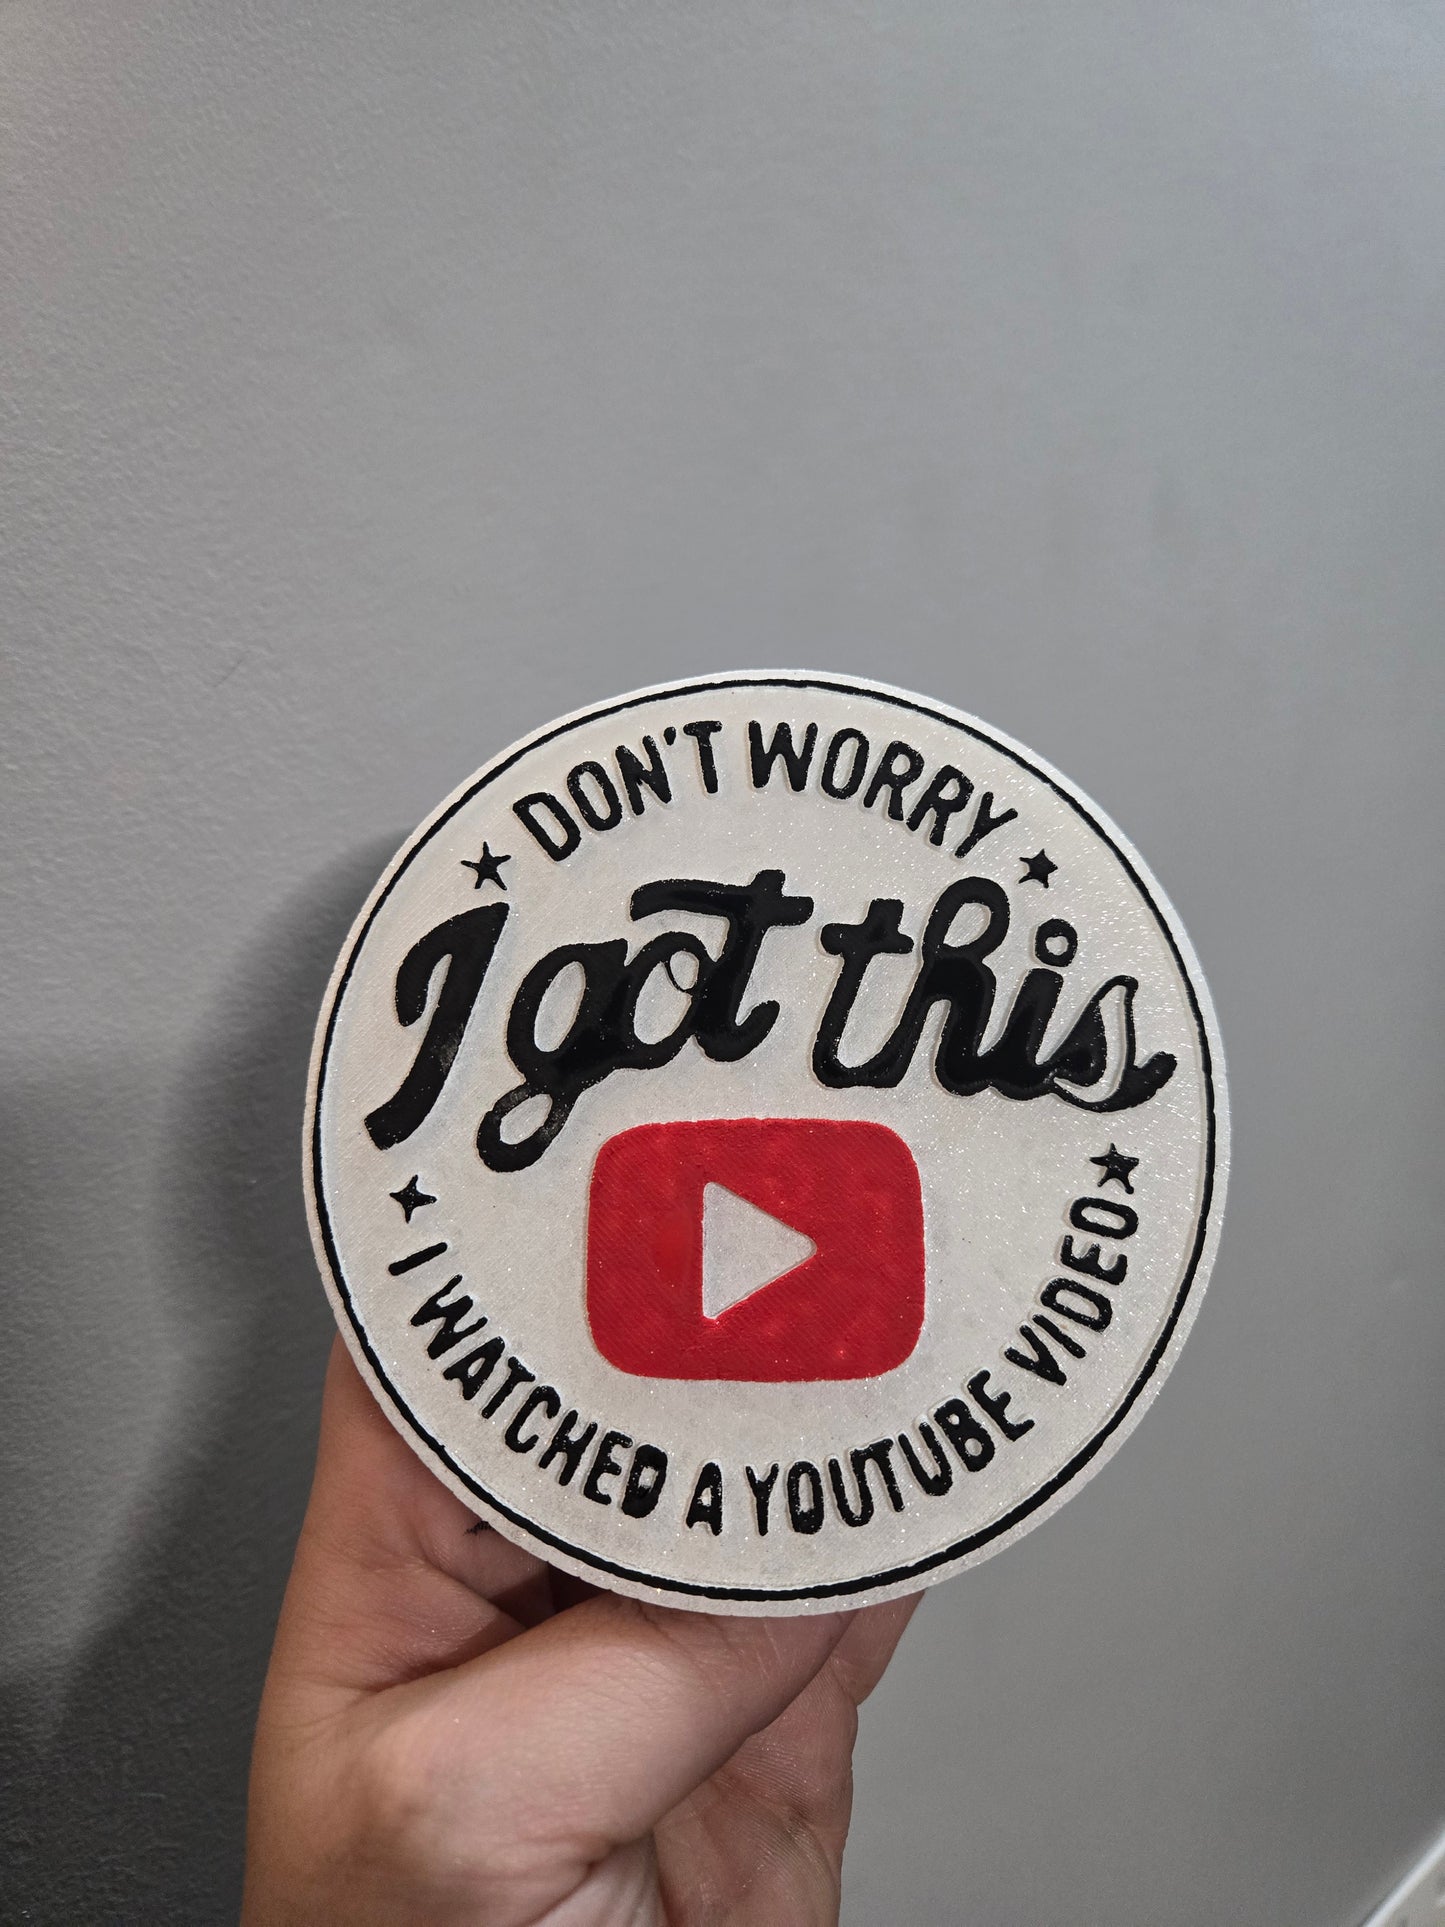 DON'T WORRY
I got this
I WATCHED A YOUTUBE VIDEO